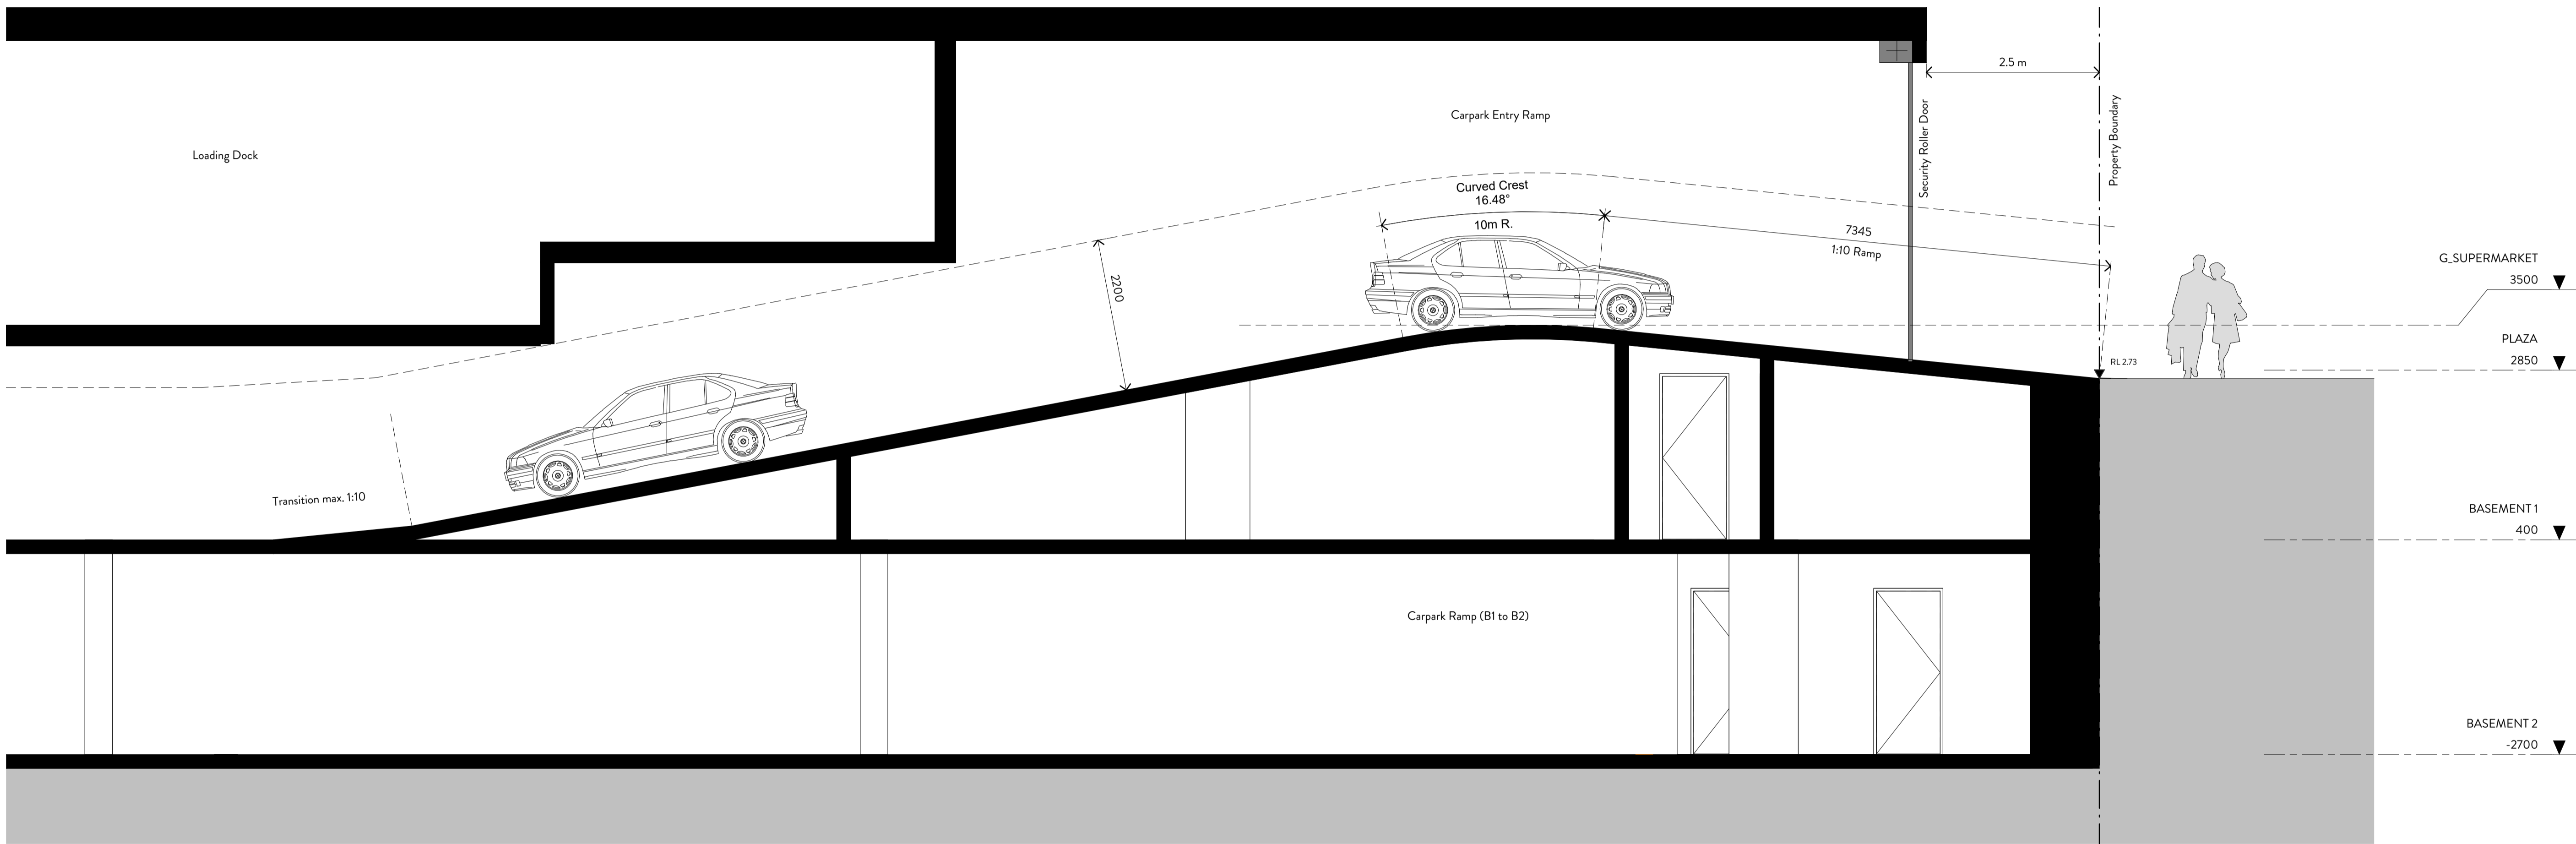 2.5 m
Security Roller Door
Property Boundary
Carpark Entry Ramp
Loading Dock
Curved Crest
16.48°
10m R.
7345
1:10 Ramp
2200
G_SUPERMARKET
3500
PLAZA
2850
RL 2.73
Transition max. 1:10
BASEMENT 1
400
Carpark Ramp (B1 to B2)
BASEMENT 2
-2700